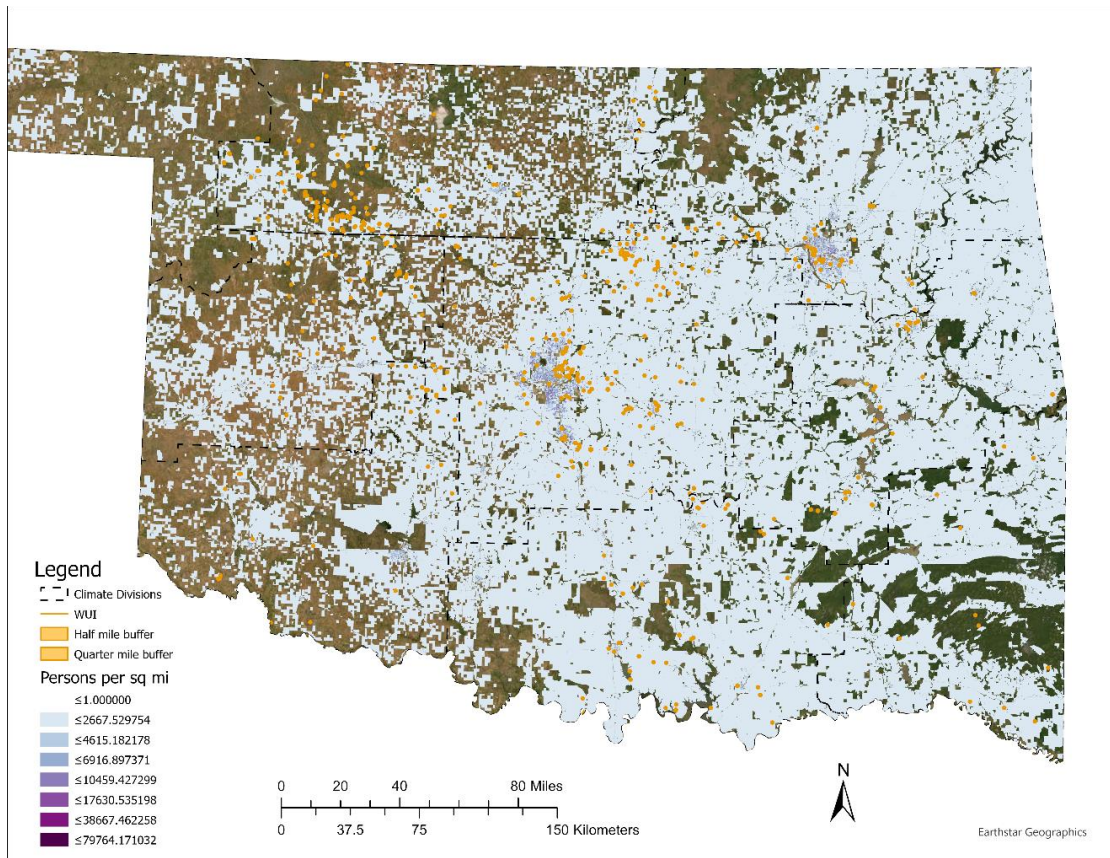 Legend
Climate Divisions
WUI
Half mile buffer
Quarter mile buffer
Persons per sq mi
≤1.000000
≤2667.529754
≤4615.182178
≤6916.897371
≤10459.427299
≤17630.535198
≤38667.462258
≤79764.171032
0 20 40 80 Miles
0 37.5 75 150 Kilometers
N
Earthstar Geographics